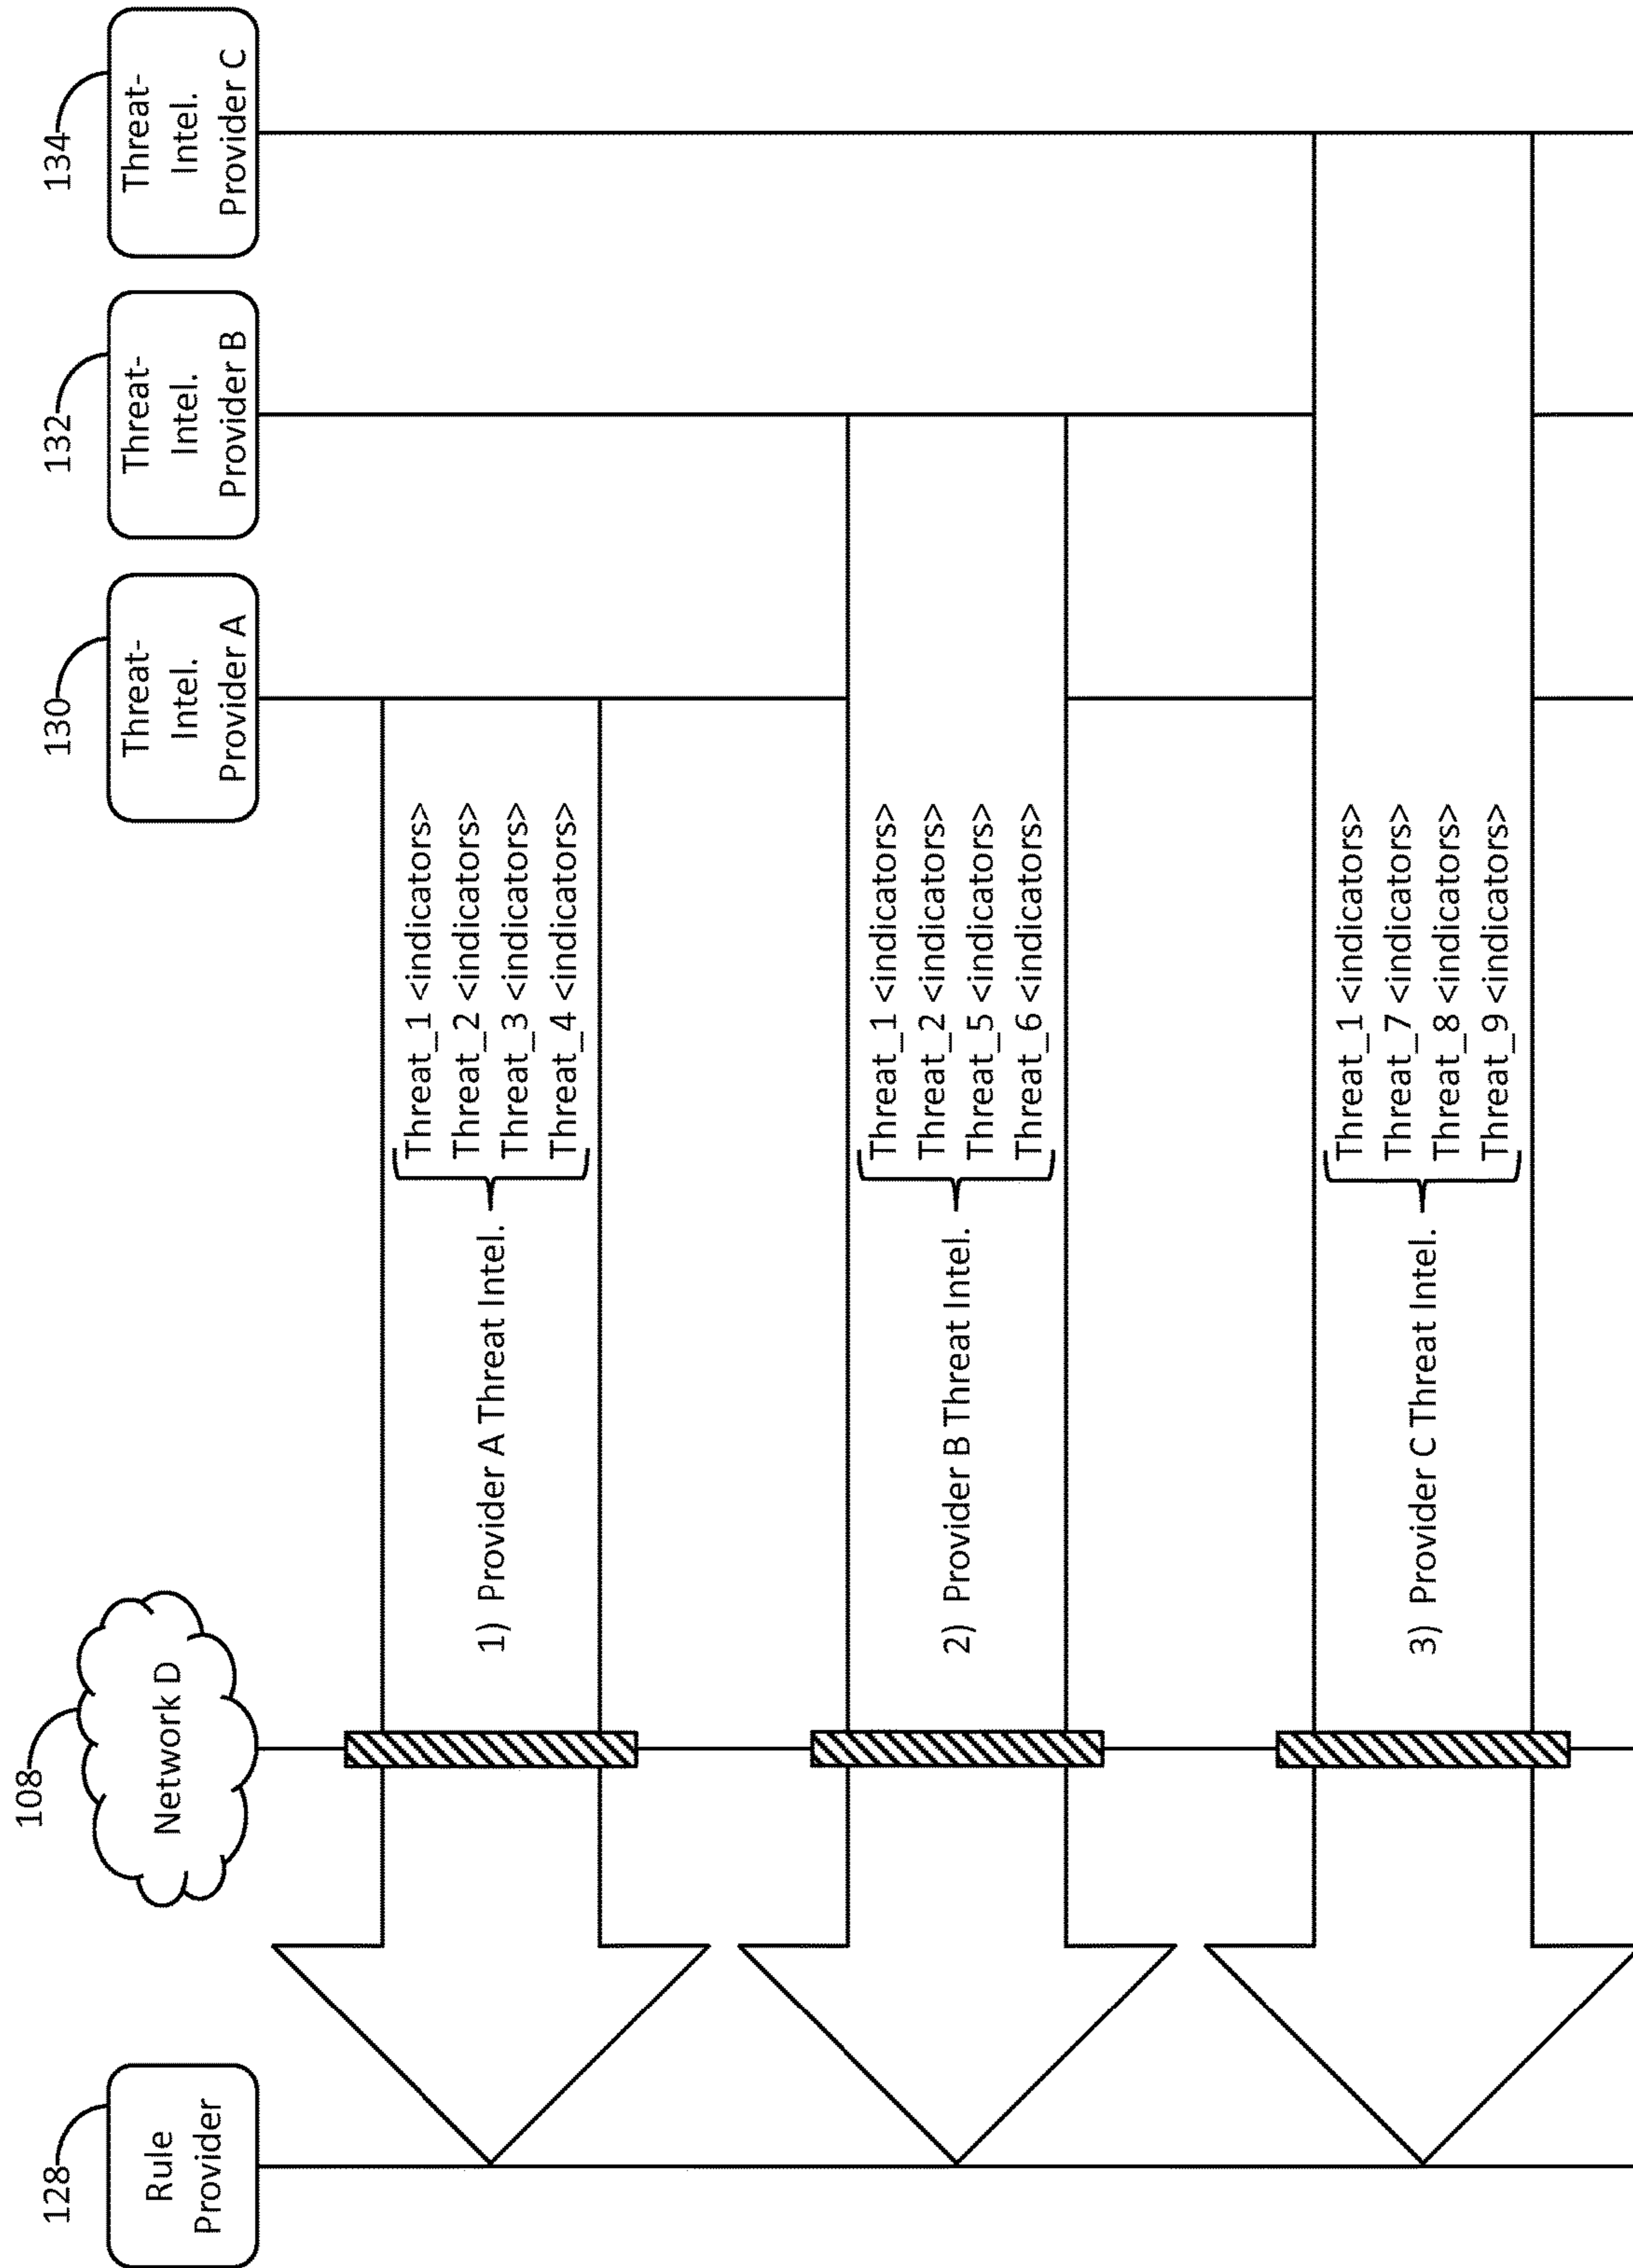 128
Rule
Provider
108
Network D
130
Threat-
Intel.
Provider A
132
Threat-
Intel.
Provider B
134
Threat-
Intel.
Provider C
1) Provider A Threat Intel.
Threat_1 <indicators>
Threat_2 <indicators>
Threat_3 <indicators>
Threat_4 <indicators>
2) Provider B Threat Intel.
Threat_1 <indicators>
Threat_2 <indicators>
Threat_5 <indicators>
Threat_6 <indicators>
3) Provider C Threat Intel.
Threat_1 <indicators>
Threat_7 <indicators>
Threat_8 <indicators>
Threat_9 <indicators>